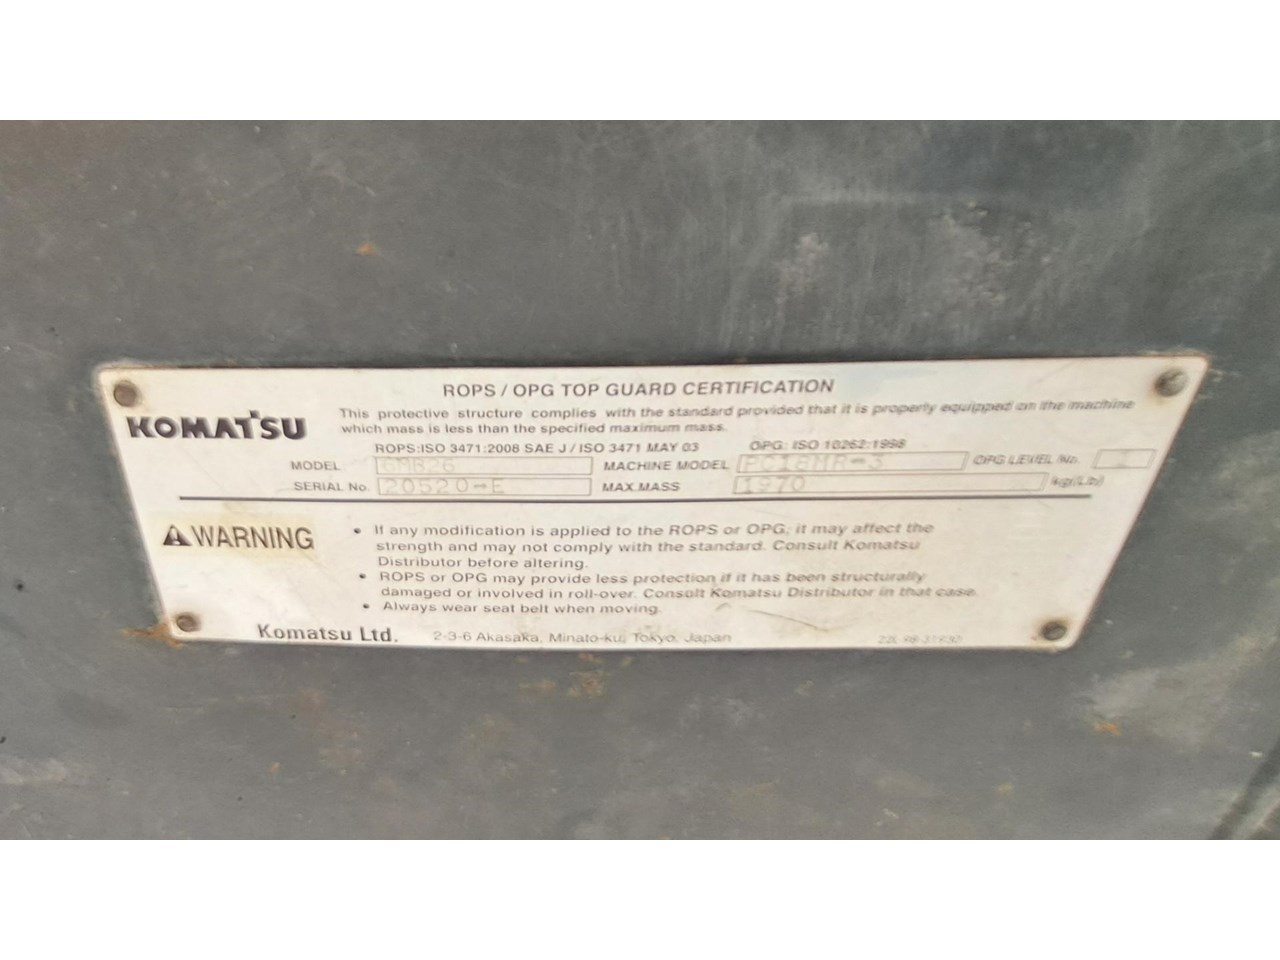 ROPS / OPG TOP GUARD CERTIFICATION
KOMATSU
This protective structure complies with the standard provided that it is properly equipped on the machine
which mass is less than the specified maximum mass.
ROPS:ISO 3471:2008 SAE J / ISO 3471 MAY 03 OPG: ISO 10262:1998
MODEL 6MB26 MACHINE MODEL PC18MR-3 OPG LEVEL No. 1
SERIAL No. 20520-E MAX.MASS 1970 kg(Lb)
WARNING
• If any modification is applied to the ROPS or OPG, it may affect the
strength and may not comply with the standard. Consult Komatsu
Distributor before altering.
• ROPS or OPG may provide less protection if it has been structurally
damaged or involved in roll-over. Consult Komatsu Distributor in that case.
• Always wear seat belt when moving.
Komatsu Ltd. 2-3-6 Akasaka, Minato-ku, Tokyo, Japan